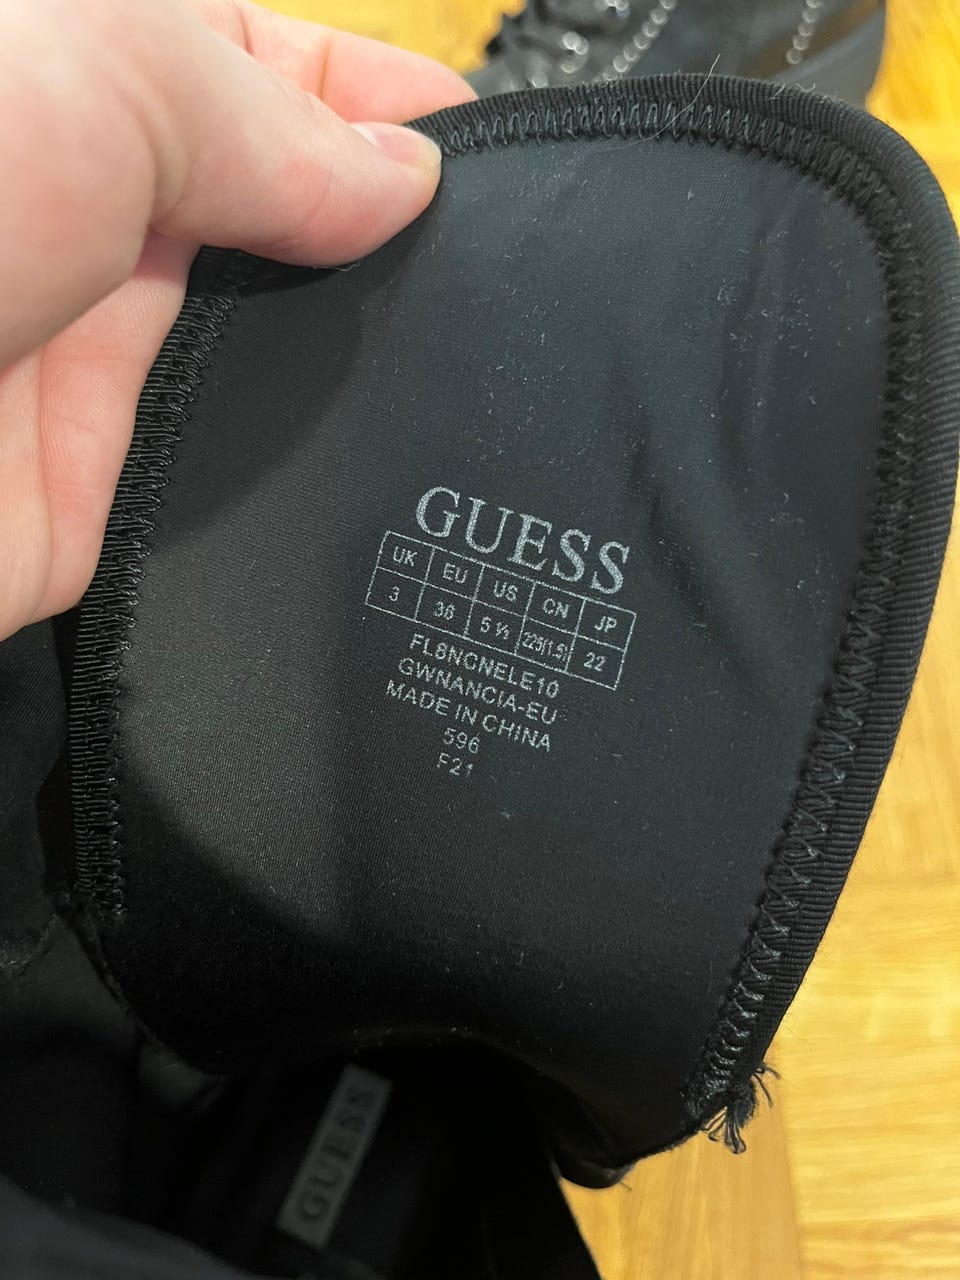 GUESS
UK EU US CN JP
3 36 5 ½ 225(1.5) 22
FL8NCNELE10
GWNANCIA-EU
MADE IN CHINA
596
F21
GUESS